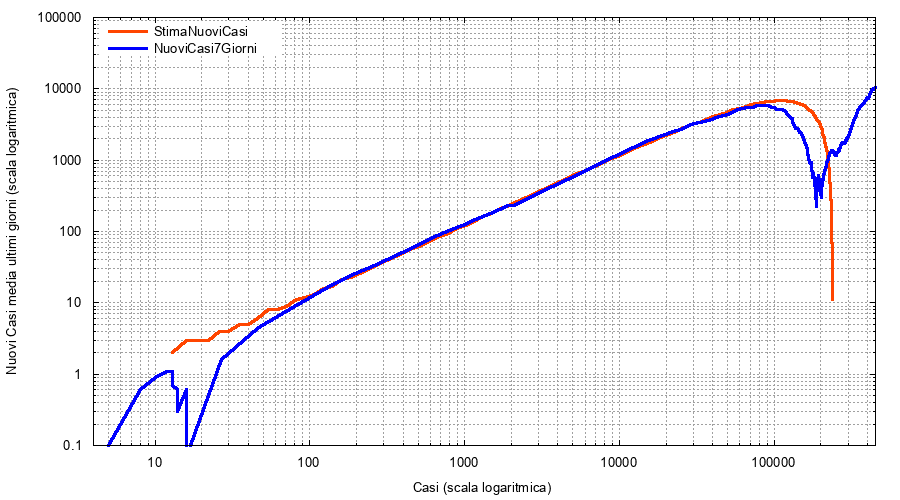 100000
StimaNuoviCasi
NuoviCasi7Giorni
10000
1000
100
10
1
0.1
10 100 1000 10000 100000
Nuovi Casi media ultimi giorni (scala logaritmica)
Casi (scala logaritmica)